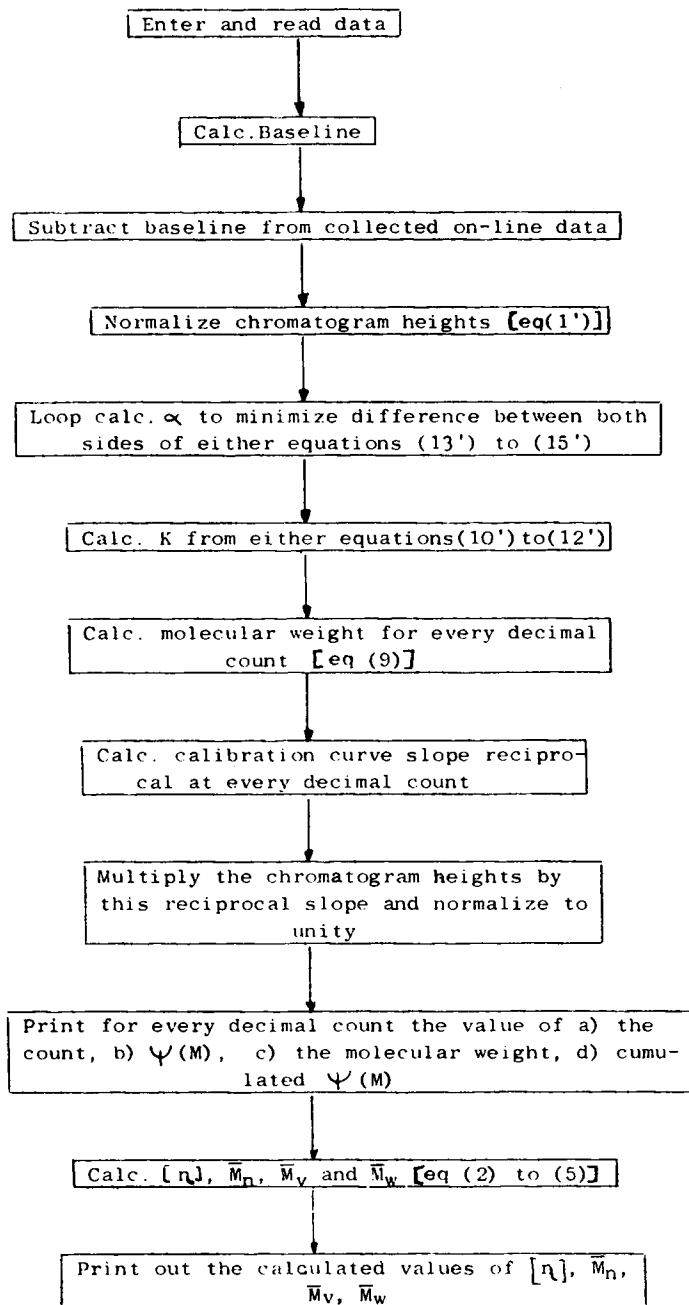 Enter and read data
Calc.Baseline
Subtract baseline from collected on-line data
Normalize chromatogram heights [eq(1')]
Loop calc. ∝ to minimize difference between both
sides of either equations (13') to (15')
Calc. K from either equations(10')to(12')
Calc. molecular weight for every decimal
count [eq (9)]
Calc. calibration curve slope recipro-
cal at every decimal count
Multiply the chromatogram heights by
this reciprocal slope and normalize to
unity
Print for every decimal count the value of a) the
count, b) Ψ(M), c) the molecular weight, d) cumu-
lated Ψ(M)
Calc. [η], M̅n, M̅v and M̅w [eq (2) to (5)]
Print out the calculated values of [η], M̅n,
M̅v, M̅w